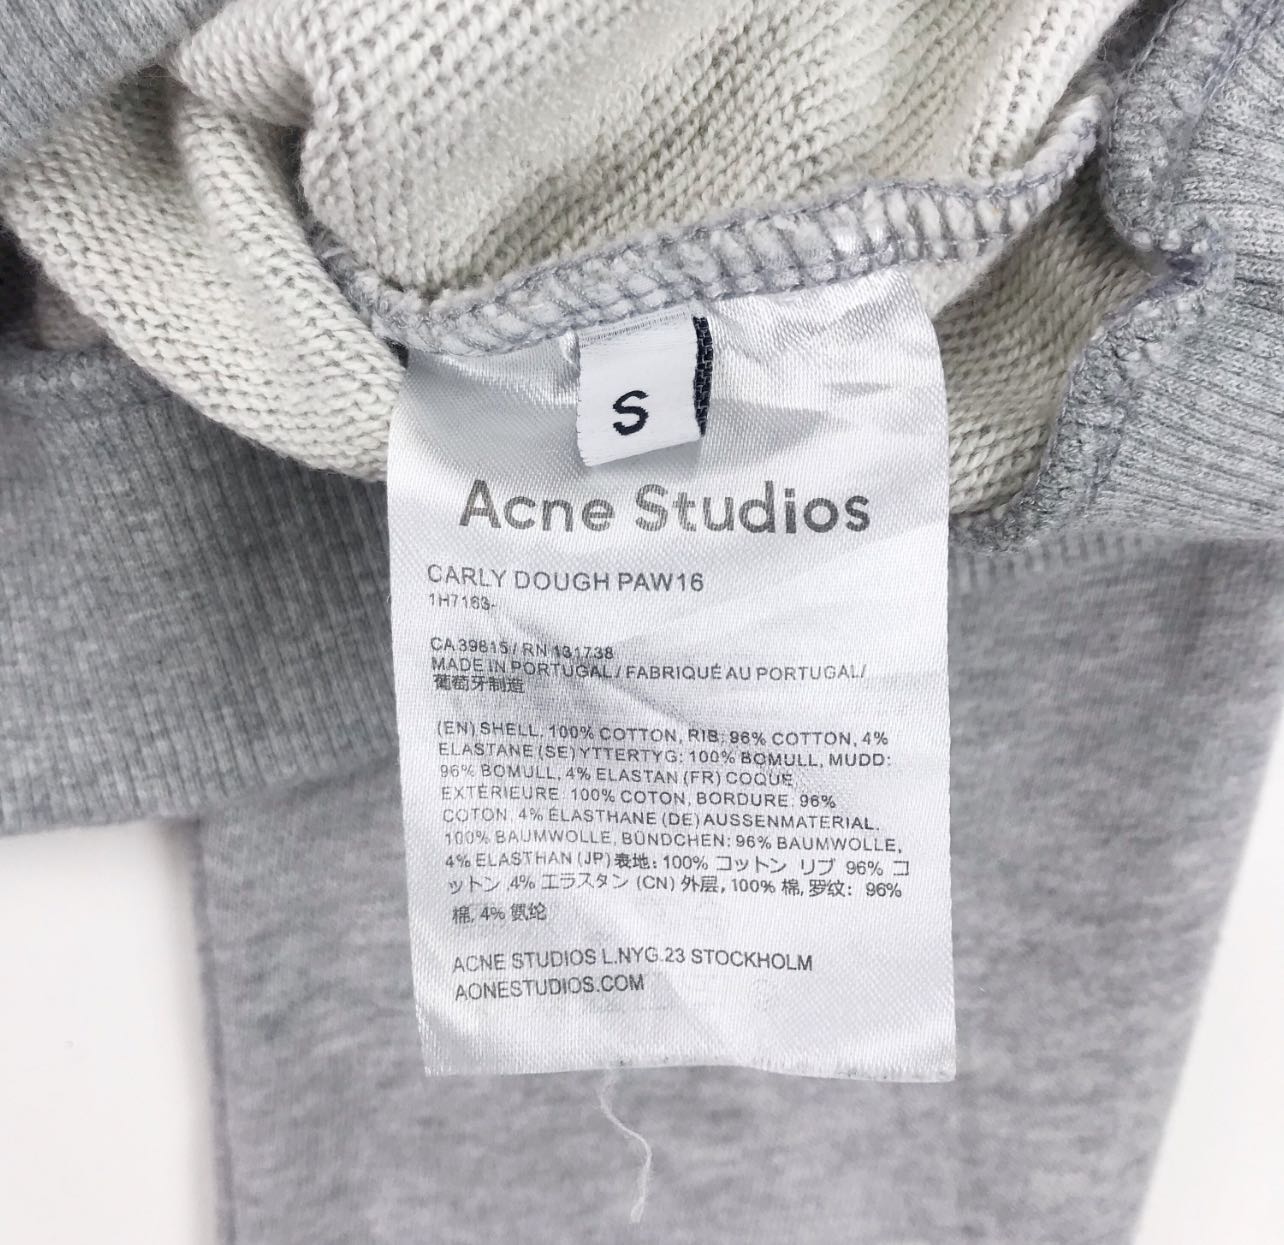 S
Acne Studios
CARLY DOUGH PAW16
1H7163-
CA 39815 / RN 131738
MADE IN PORTUGAL / FABRIQUÉ AU PORTUGAL/
葡萄牙制造
(EN) SHELL: 100% COTTON, RIB: 96% COTTON, 4%
ELASTANE (SE) YTTERTYG: 100% BOMULL, MUDD:
96% BOMULL, 4% ELASTAN (FR) COQUE
EXTÉRIEURE: 100% COTON, BORDURE: 96%
COTON, 4% ÉLASTHANE (DE) AUSSENMATERIAL:
100% BAUMWOLLE, BÜNDCHEN: 96% BAUMWOLLE,
4% ELASTHAN (JP) 表地: 100% コットン リブ 96% コ
ットン 4% エラスタン (CN) 外层, 100% 棉, 罗纹: 96%
棉, 4% 氨纶
ACNE STUDIOS L.NYG.23 STOCKHOLM
ACNESTUDIOS.COM